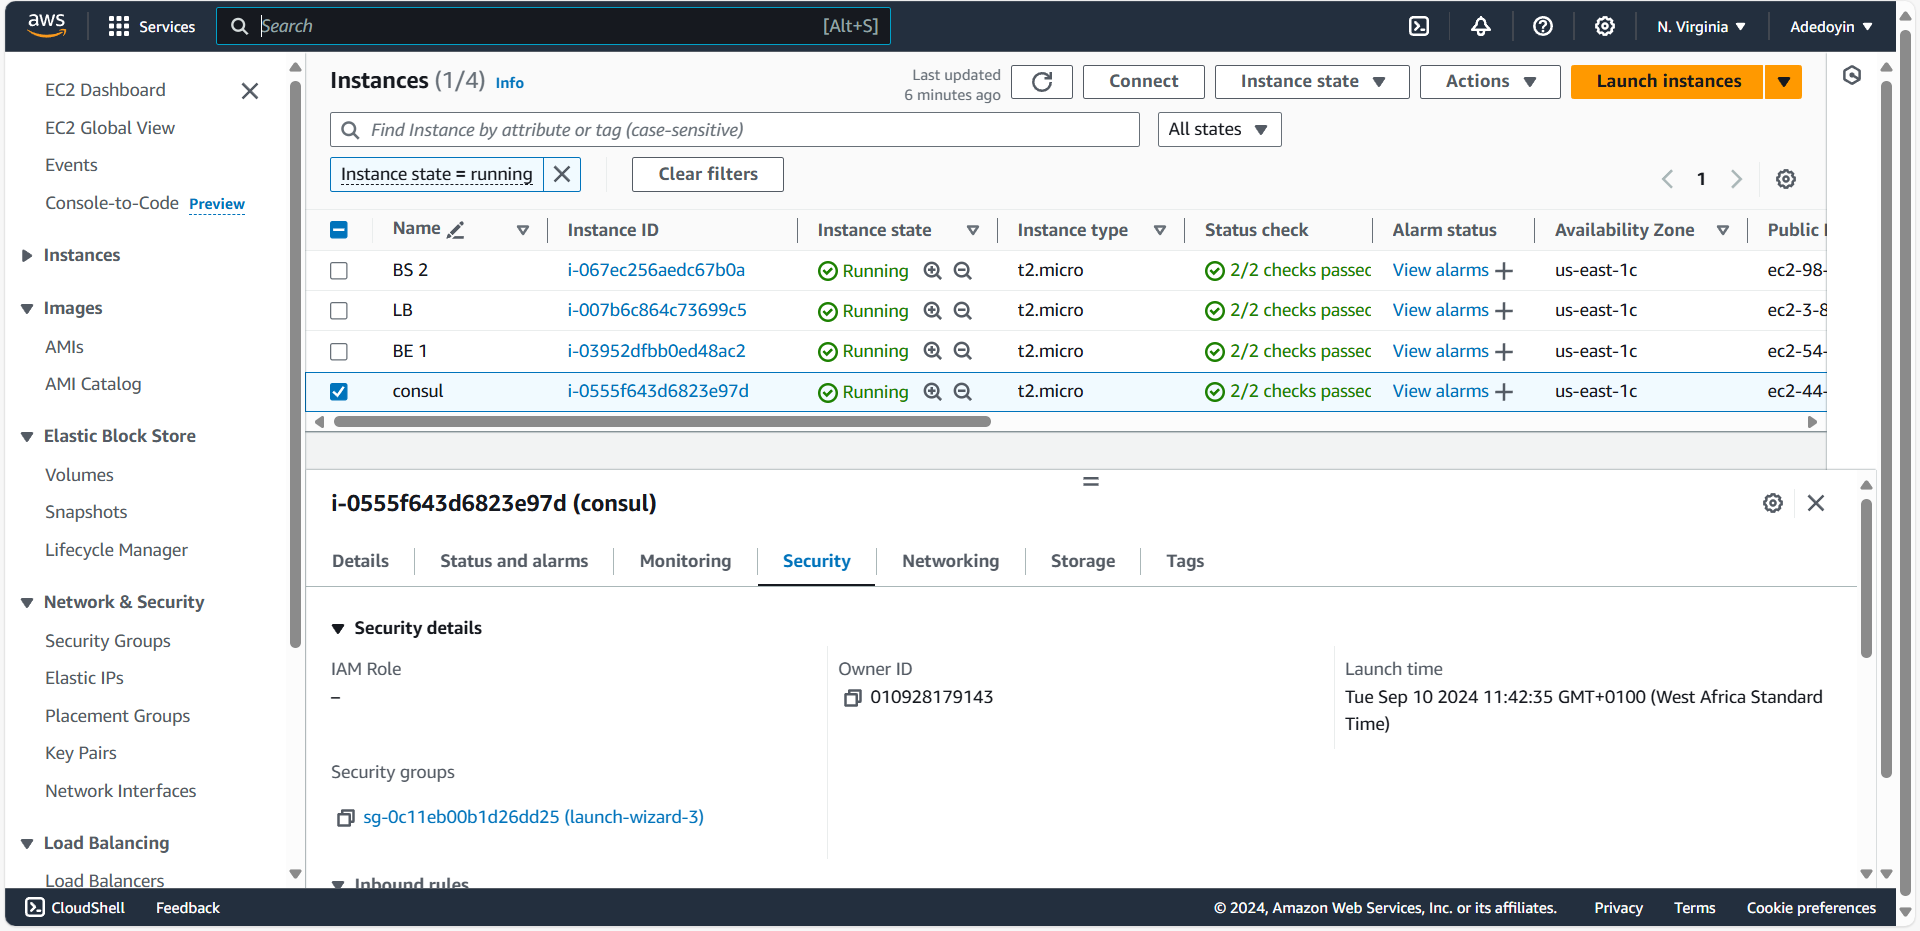 aws
Services
Search
[Alt+S]
N. Virginia
Adedoyin
EC2 Dashboard
EC2 Global View
Events
Console-to-Code Preview
Instances
Images
AMIs
AMI Catalog
Elastic Block Store
Volumes
Snapshots
Lifecycle Manager
Network & Security
Security Groups
Elastic IPs
Placement Groups
Key Pairs
Network Interfaces
Load Balancing
Load Balancers
Instances (1/4) Info
Last updated
6 minutes ago
Connect
Instance state
Actions
Launch instances
Find Instance by attribute or tag (case-sensitive)
All states
Instance state = running
Clear filters
1
Name Instance ID Instance state Instance type Status check Alarm status Availability Zone Public I
BS 2 i-067ec256aedc67b0a Running t2.micro 2/2 checks passed View alarms us-east-1c ec2-98-
LB i-007b6c864c73699c5 Running t2.micro 2/2 checks passed View alarms us-east-1c ec2-3-8
BE 1 i-03952dfbb0ed48ac2 Running t2.micro 2/2 checks passed View alarms us-east-1c ec2-54-
consul i-0555f643d6823e97d Running t2.micro 2/2 checks passed View alarms us-east-1c ec2-44-
i-0555f643d6823e97d (consul)
Details Status and alarms Monitoring Security Networking Storage Tags
Security details
IAM Role
–
Owner ID
010928179143
Launch time
Tue Sep 10 2024 11:42:35 GMT+0100 (West Africa Standard
Time)
Security groups
sg-0c11eb00b1d26dd25 (launch-wizard-3)
Inbound rules
CloudShell Feedback
© 2024, Amazon Web Services, Inc. or its affiliates. Privacy Terms Cookie preferences